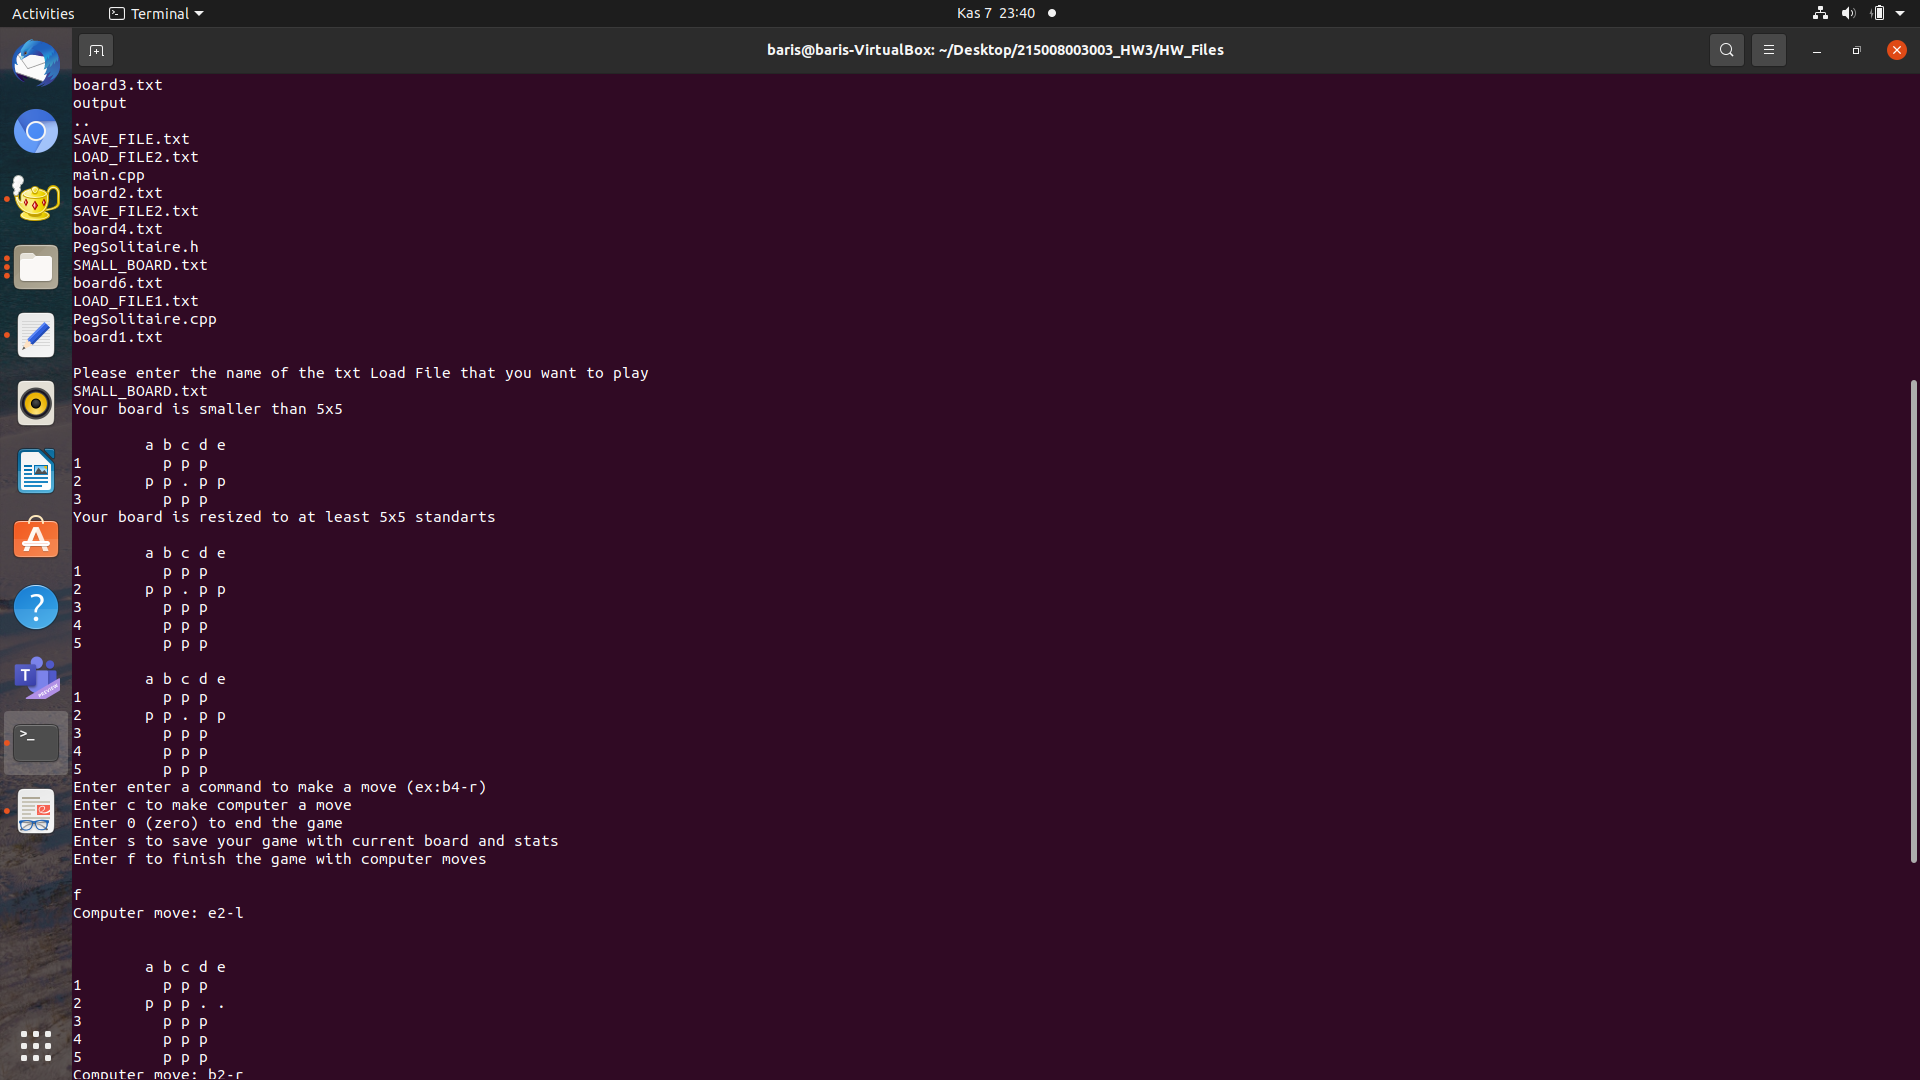 Activities Terminal Kas 7 23:40
baris@baris-VirtualBox: ~/Desktop/215008003003_HW3/HW_Files
board3.txt
output
..
SAVE_FILE.txt
LOAD_FILE2.txt
main.cpp
board2.txt
SAVE_FILE2.txt
board4.txt
PegSolitaire.h
SMALL_BOARD.txt
board6.txt
LOAD_FILE1.txt
PegSolitaire.cpp
board1.txt
Please enter the name of the txt Load File that you want to play
SMALL_BOARD.txt
Your board is smaller than 5x5
a b c d e
1 p p p
2 p p . p p
3 p p p
Your board is resized to at least 5x5 standarts
a b c d e
1 p p p
2 p p . p p
3 p p p
4 p p p
5 p p p
a b c d e
1 p p p
2 p p . p p
3 p p p
4 p p p
5 p p p
Enter enter a command to make a move (ex:b4-r)
Enter c to make computer a move
Enter 0 (zero) to end the game
Enter s to save your game with current board and stats
Enter f to finish the game with computer moves
f
Computer move: e2-l
a b c d e
1 p p p
2 p p p . .
3 p p p
4 p p p
5 p p p
Computer move: b2-r